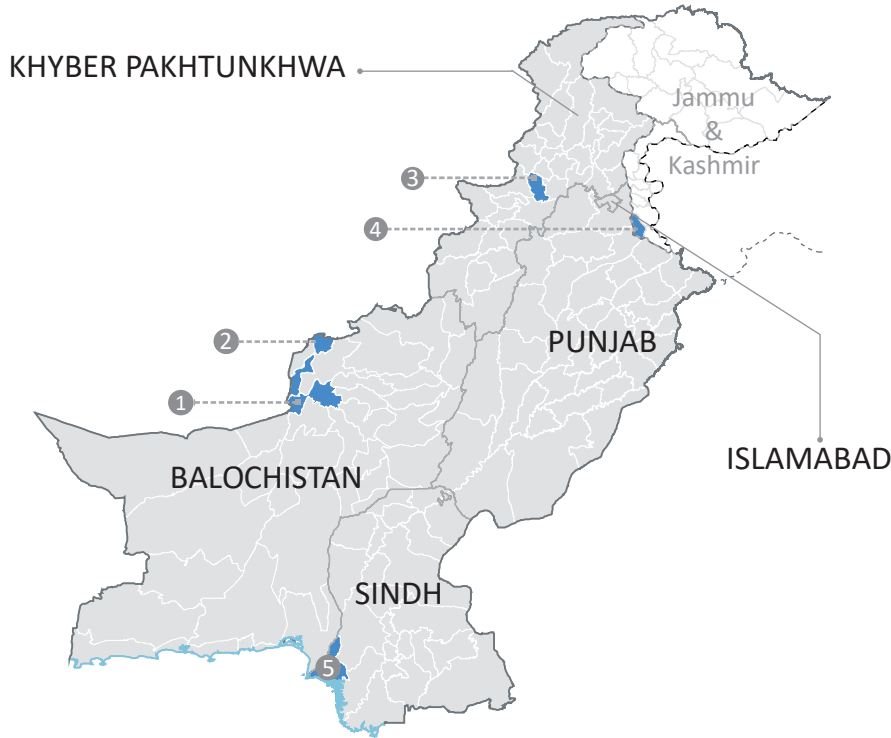 KHYBER PAKHTUNKHWA
Jammu
&
Kashmir
3
4
2
PUNJAB
1
ISLAMABAD
BALOCHISTAN
SINDH
5